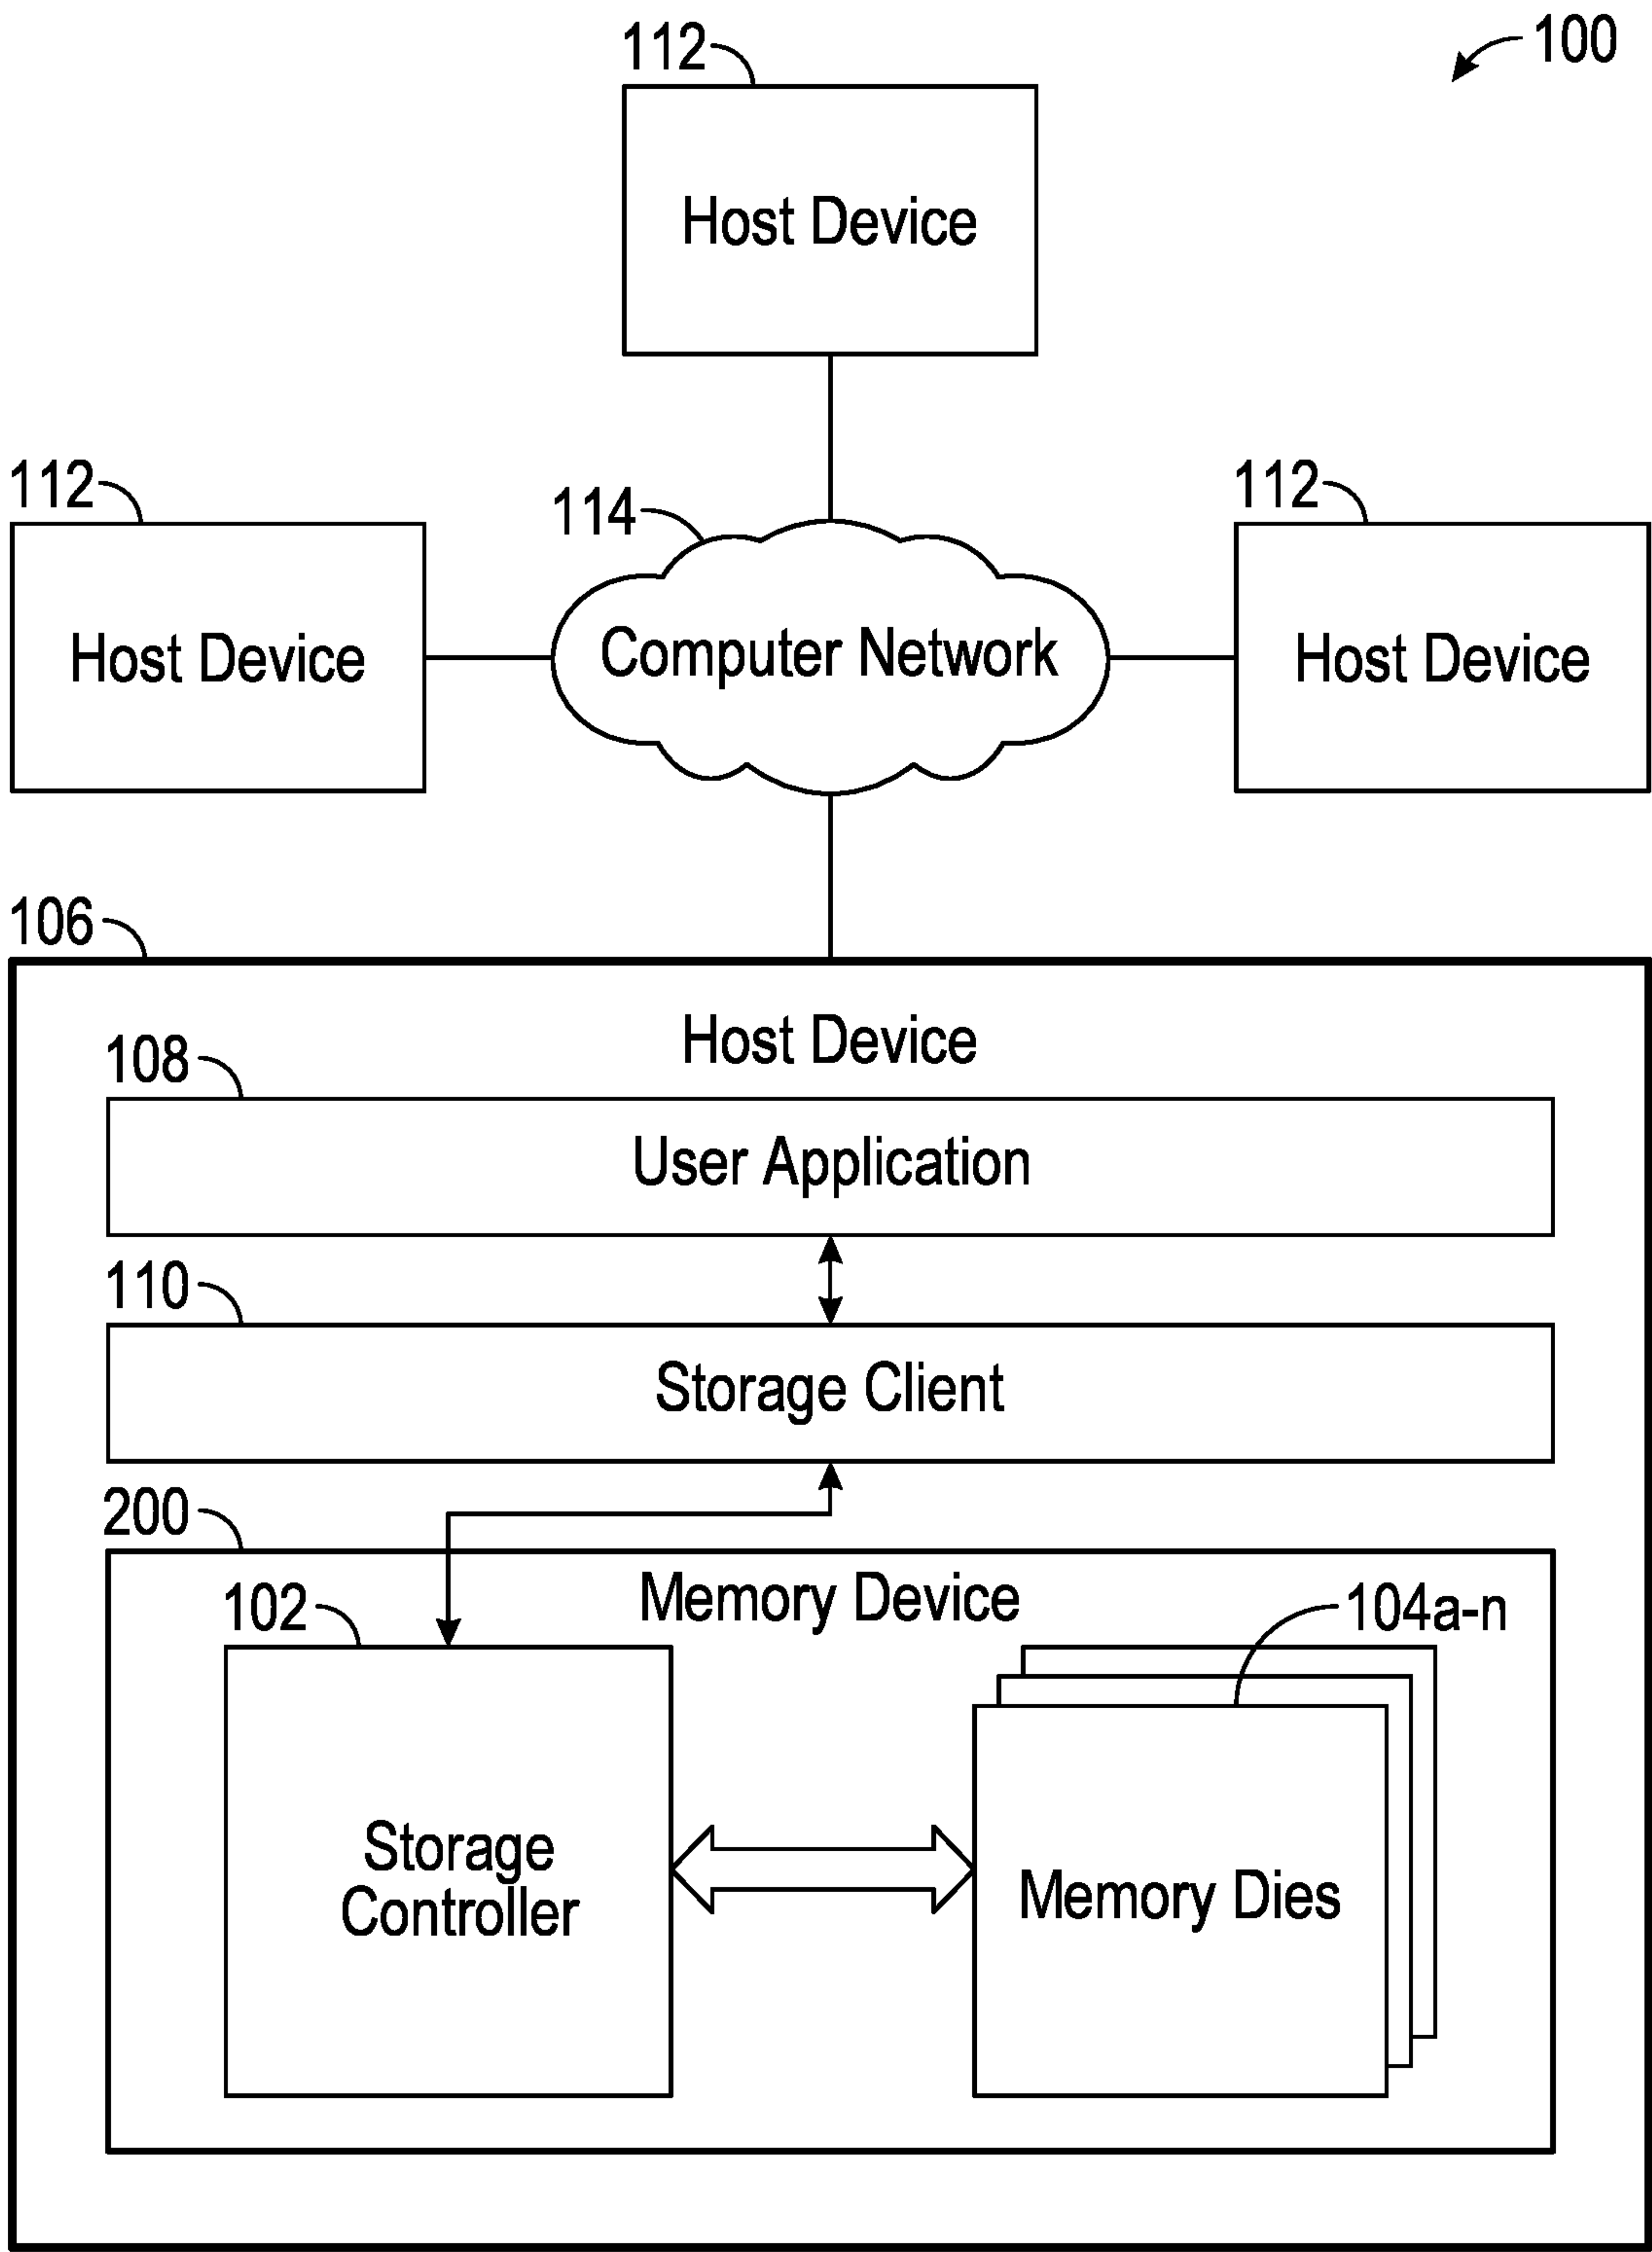 112
100
Host Device
112
114
112
Host Device
Computer Network
Host Device
106
Host Device
108
User Application
110
Storage Client
200
Memory Device
102
104a-n
Storage
Controller
Memory Dies